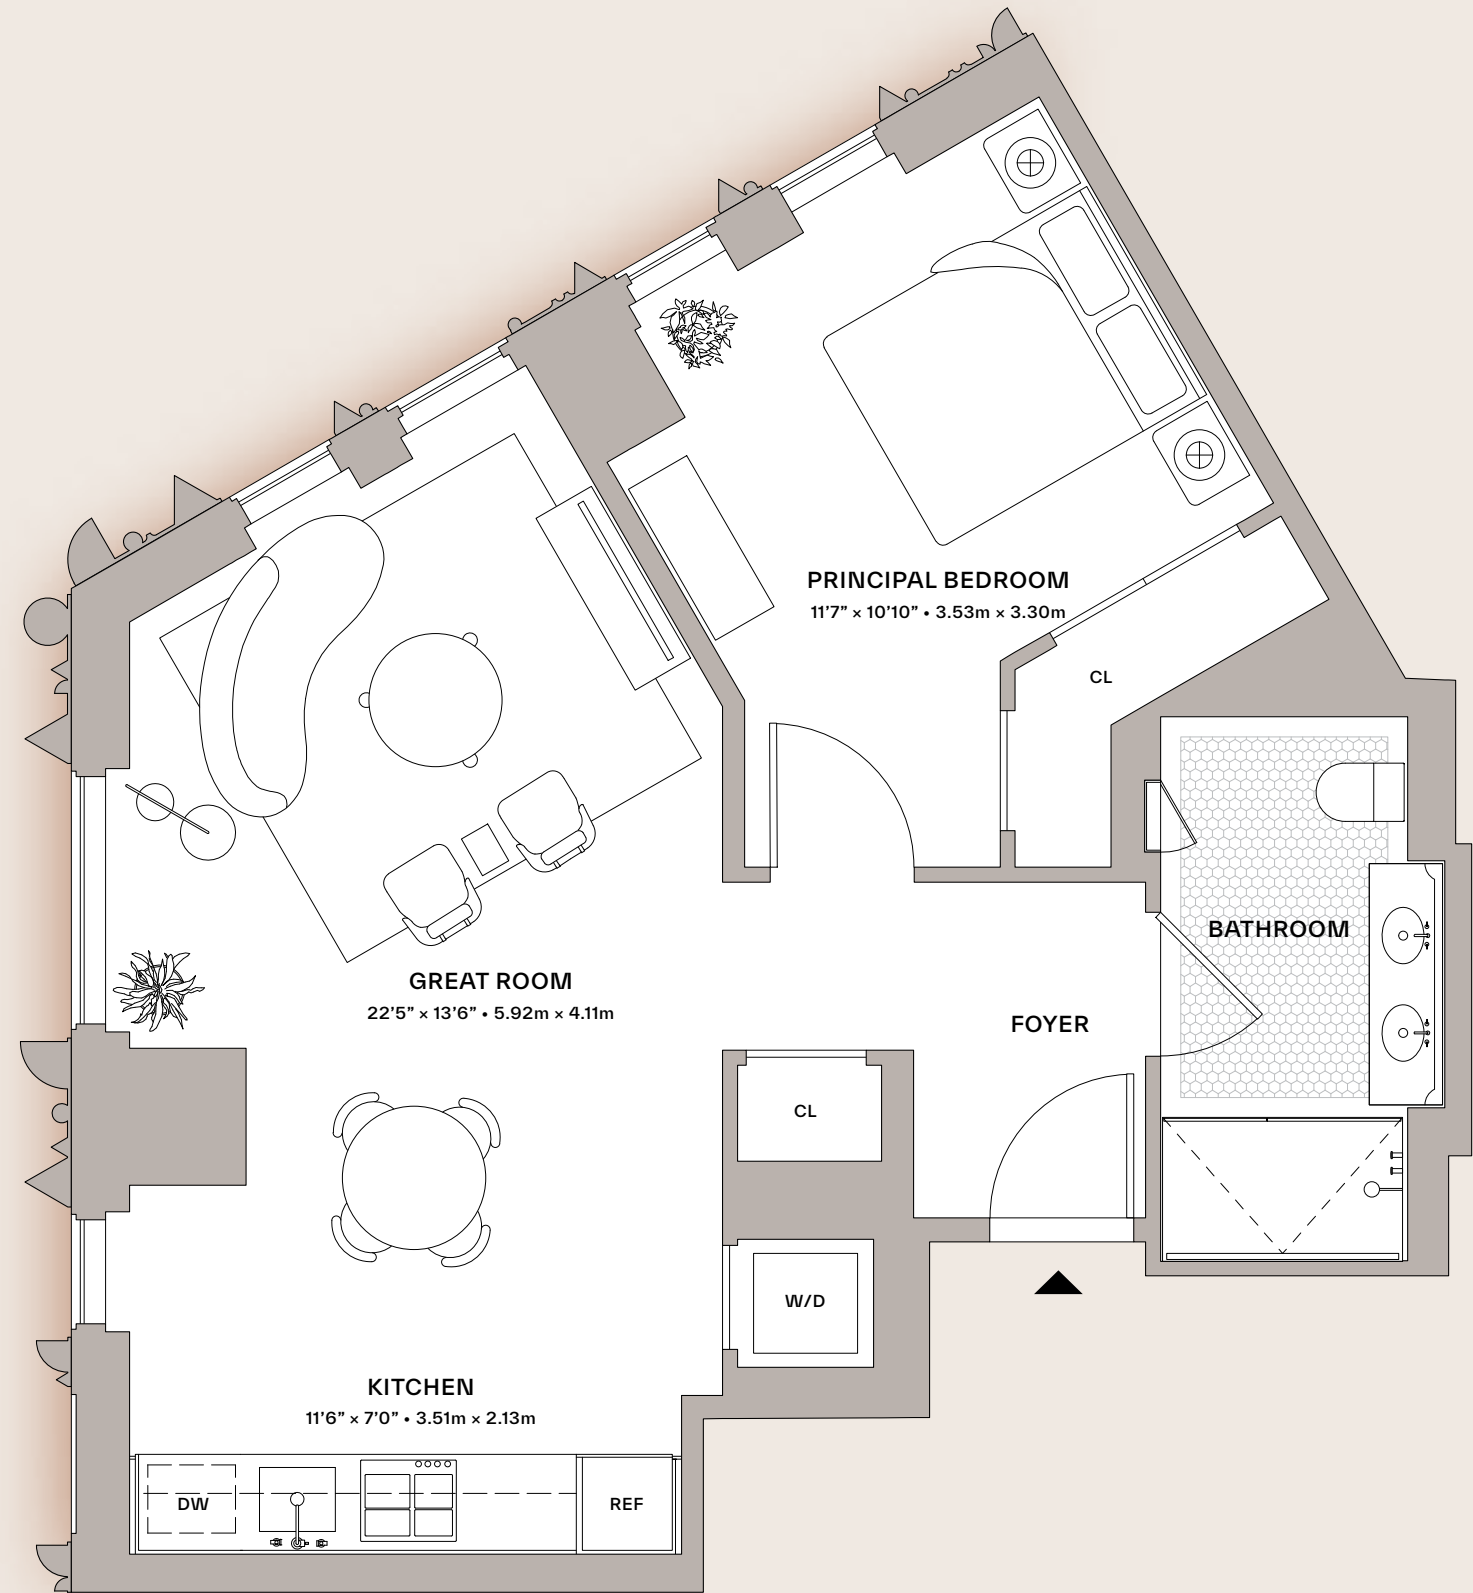 PRINCIPAL BEDROOM
11’7” × 10’10” • 3.53m × 3.30m
CL
BATHROOM
GREAT ROOM
22’5” × 13’6” • 5.92m × 4.11m
FOYER
CL
W/D
KITCHEN
11’6” × 7’0” • 3.51m × 2.13m
DW
REF